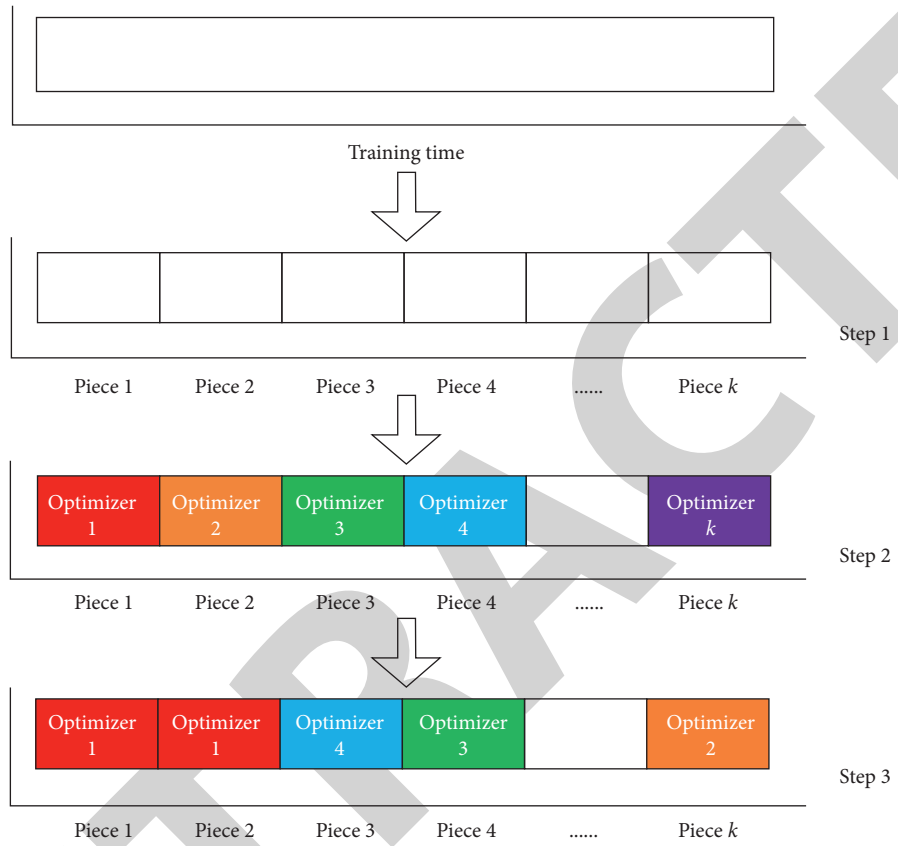 Training time
Step 1
Piece 1 Piece 2 Piece 3 Piece 4 ...... Piece k
Optimizer 1 Optimizer 2 Optimizer 3 Optimizer 4 Optimizer k
Step 2
Piece 1 Piece 2 Piece 3 Piece 4 ...... Piece k
Optimizer 1 Optimizer 1 Optimizer 4 Optimizer 3 Optimizer 2
Step 3
Piece 1 Piece 2 Piece 3 Piece 4 ...... Piece k
TRACTE